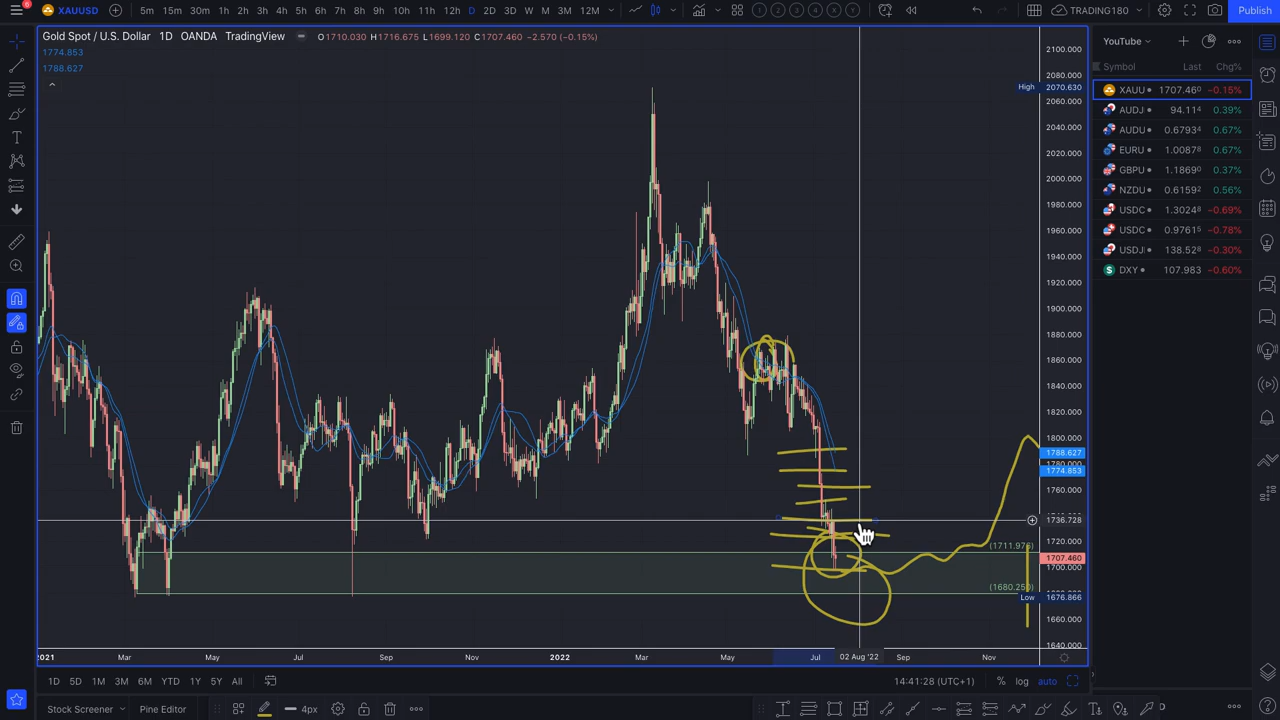 XAUUSD 5m 15m 30m 1h 2h 3h 4h 5h 6h 7h 8h 9h 10h 11h 12h D 2D 3D W M 3M 12M TRADING180 Publish
Gold Spot / U.S. Dollar 1D OANDA TradingView O1710.030 H1716.675 L1699.120 C1707.460 −2.570 (−0.15%)
1774.853
1788.627
YouTube
Symbol Last Chg%
XAUU 1707.460 −0.15%
AUDJ 94.114 0.39%
AUDU 0.6793 0.67%
EURU 1.0087 0.67%
GBPU 1.1869 0.37%
NZDU 0.6159 0.56%
USDC 1.3024 −0.69%
USDC 0.9761 −0.78%
USDJ 138.528 −0.30%
DXY 107.983 −0.60%
2100.000
2080.000
High 2070.630
2060.000
2040.000
2020.000
2000.000
1980.000
1960.000
1940.000
1920.000
1900.000
1880.000
1860.000
1840.000
1820.000
1800.000
1788.627
1780.000
1774.853
1760.000
1736.728
1720.000
(1711.975)
1707.460
1700.000
(1680.250)
Low 1676.866
1660.000
1640.000
2021 Mar May Jul Sep Nov 2022 Mar May Jul 02 Aug '22 Sep Nov
1D 5D 1M 3M 6M YTD 1Y 5Y All 14:41:28 (UTC+1) % log auto
Stock Screener Pine Editor 4px